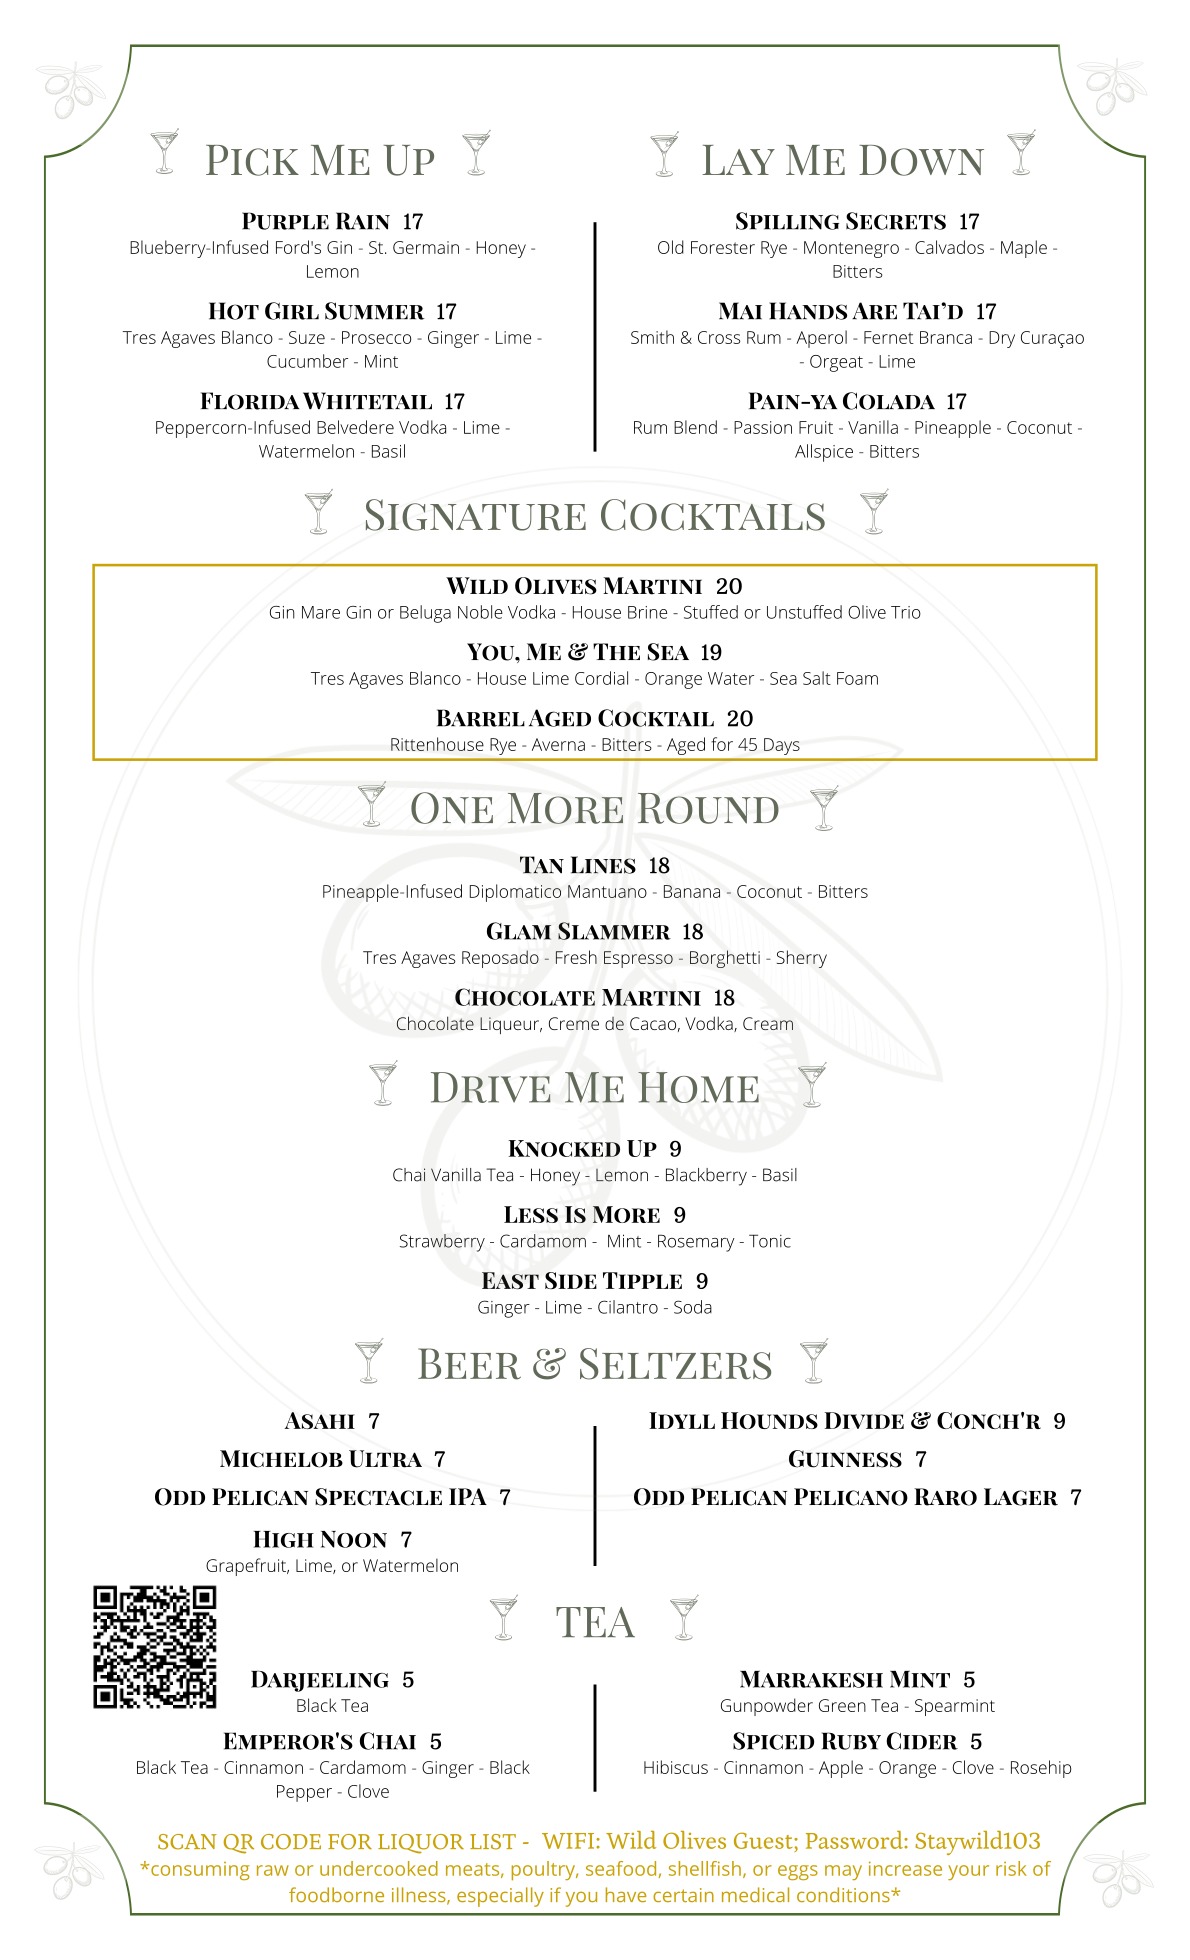 Pick Me Up
Purple Rain 17
Blueberry-Infused Ford's Gin - St. Germain - Honey -
Lemon
Hot Girl Summer 17
Tres Agaves Blanco - Suze - Prosecco - Ginger - Lime -
Cucumber - Mint
Florida Whitetail 17
Peppercorn-Infused Belvedere Vodka - Lime -
Watermelon - Basil
Lay Me Down
Spilling Secrets 17
Old Forester Rye - Montenegro - Calvados - Maple -
Bitters
Mai Hands Are Tai’d 17
Smith & Cross Rum - Aperol - Fernet Branca - Dry Curaçao
- Orgeat - Lime
Pain-ya Colada 17
Rum Blend - Passion Fruit - Vanilla - Pineapple - Coconut -
Allspice - Bitters
Signature Cocktails
Wild Olives Martini 20
Gin Mare Gin or Beluga Noble Vodka - House Brine - Stuffed or Unstuffed Olive Trio
You, Me & The Sea 19
Tres Agaves Blanco - House Lime Cordial - Orange Water - Sea Salt Foam
Barrel Aged Cocktail 20
Rittenhouse Rye - Averna - Bitters - Aged for 45 Days
One More Round
Tan Lines 18
Pineapple-Infused Diplomatico Mantuano - Banana - Coconut - Bitters
Glam Slammer 18
Tres Agaves Reposado - Fresh Espresso - Borghetti - Sherry
Chocolate Martini 18
Chocolate Liqueur, Creme de Cacao, Vodka, Cream
Drive Me Home
Knocked Up 9
Chai Vanilla Tea - Honey - Lemon - Blackberry - Basil
Less Is More 9
Strawberry - Cardamom - Mint - Rosemary - Tonic
East Side Tipple 9
Ginger - Lime - Cilantro - Soda
Beer & Seltzers
Asahi 7
Michelob Ultra 7
Odd Pelican Spectacle IPA 7
High Noon 7
Grapefruit, Lime, or Watermelon
Idyll Hounds Divide & Conch'r 9
Guinness 7
Odd Pelican Pelicano Raro Lager 7
TEA
Darjeeling 5
Black Tea
Emperor's Chai 5
Black Tea - Cinnamon - Cardamom - Ginger - Black
Pepper - Clove
Marrakesh Mint 5
Gunpowder Green Tea - Spearmint
Spiced Ruby Cider 5
Hibiscus - Cinnamon - Apple - Orange - Clove - Rosehip
SCAN QR CODE FOR LIQUOR LIST - WIFI: Wild Olives Guest; Password: Staywild103
*consuming raw or undercooked meats, poultry, seafood, shellfish, or eggs may increase your risk of
foodborne illness, especially if you have certain medical conditions*